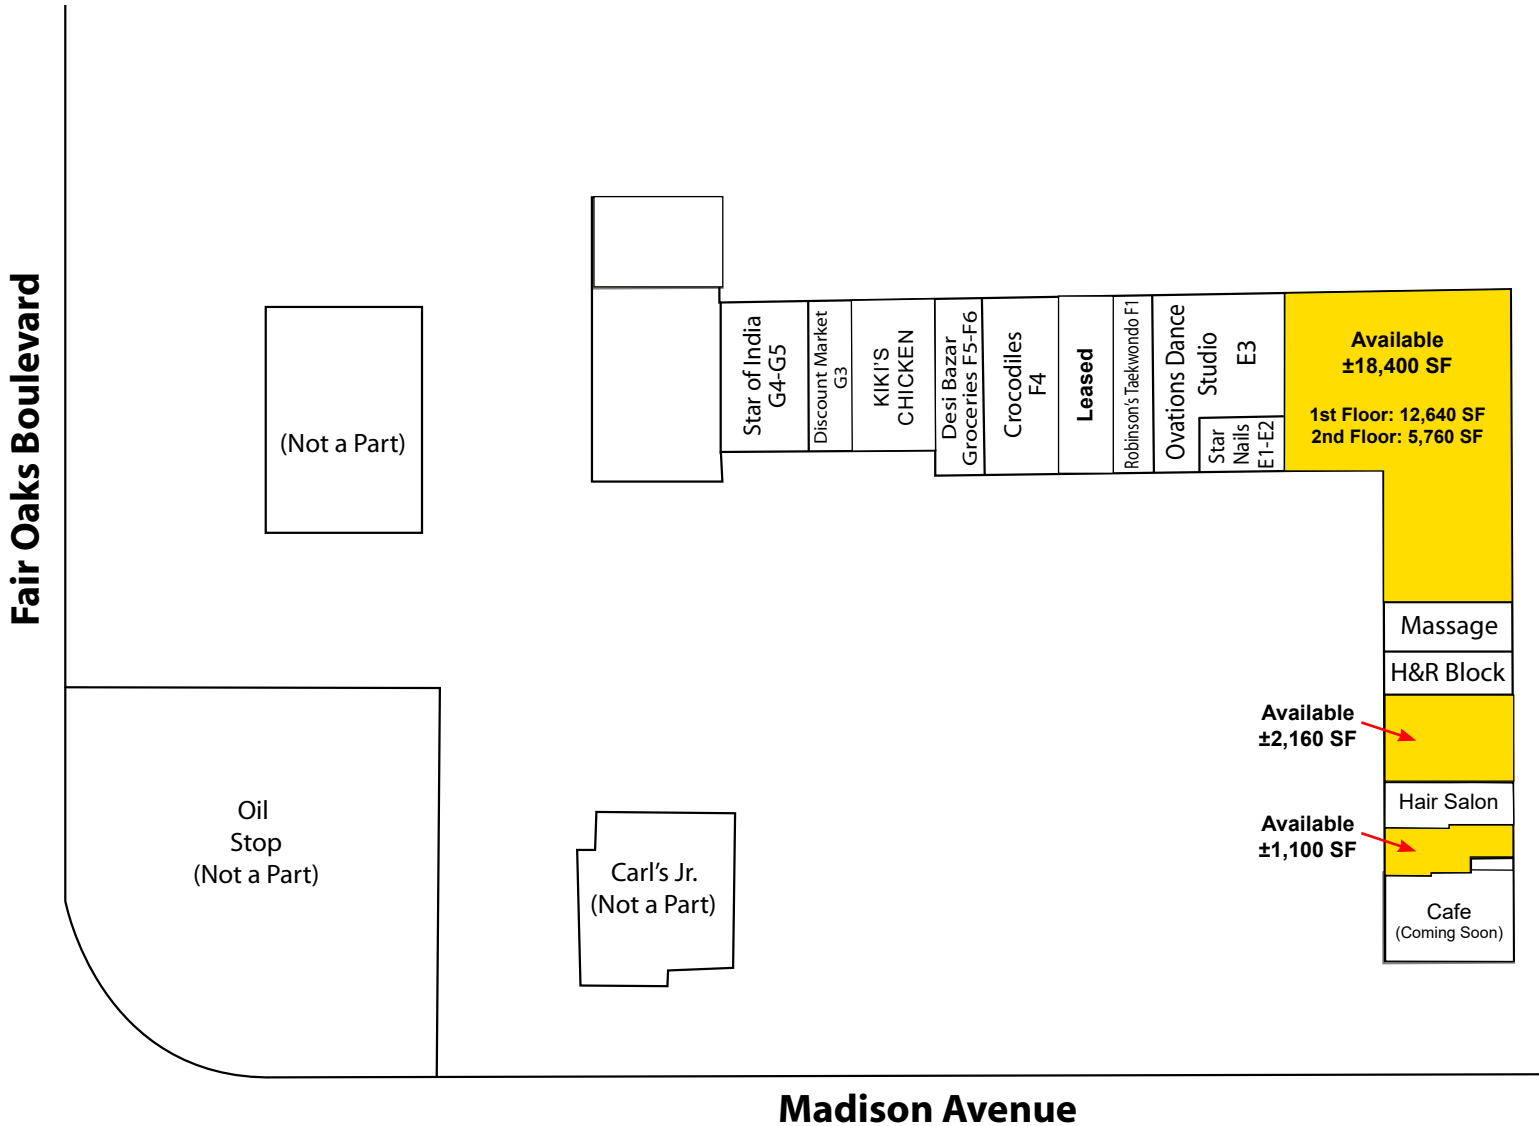 Fair Oaks Boulevard
(Not a Part)
Star of India
G4-G5
Discount Market
G3
KIKI'S
CHICKEN
Desi Bazar
Groceries F5-F6
Crocodiles
F4
Leased
Robinson's Taekwondo F1
Ovations Dance
Studio
E3
Star
Nails
E1-E2
Available
±18,400 SF
1st Floor: 12,640 SF
2nd Floor: 5,760 SF
Massage
H&R Block
Available
±2,160 SF
Hair Salon
Available
±1,100 SF
Cafe
(Coming Soon)
Oil
Stop
(Not a Part)
Carl's Jr.
(Not a Part)
Madison Avenue